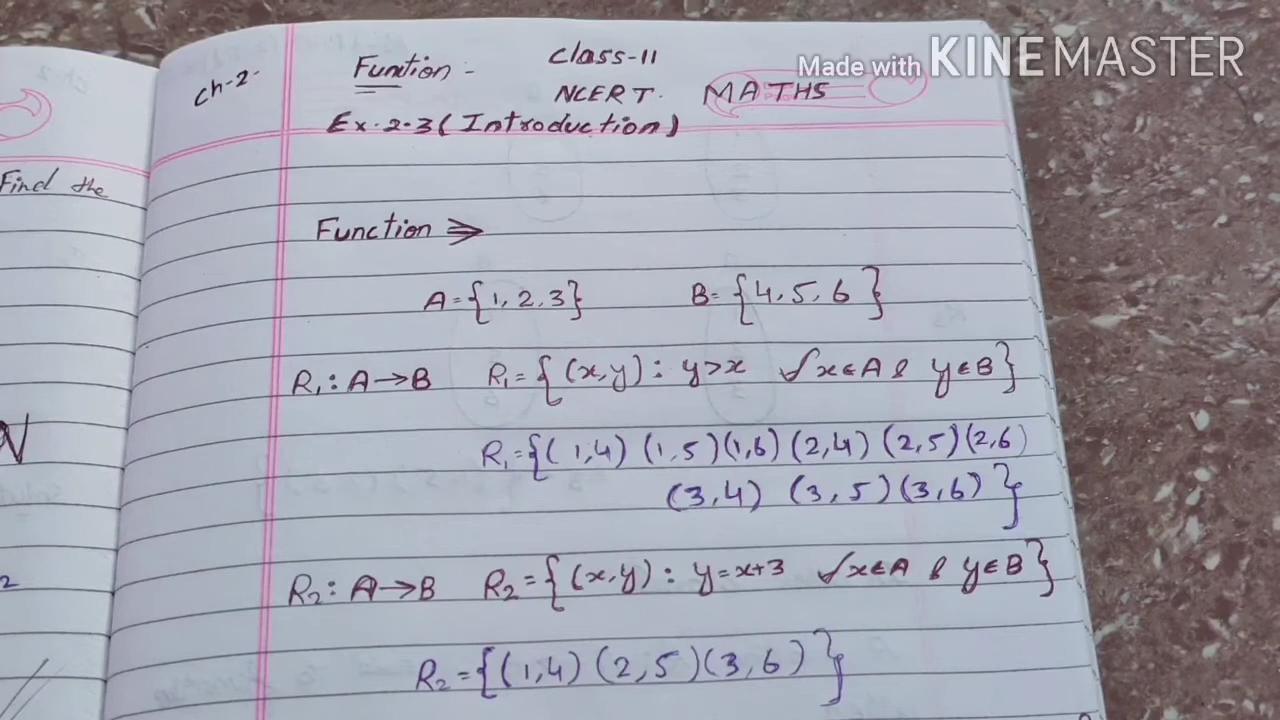 Made with KINEMASTER
Ch-2-
Function - Class-11
NCERT. MATHS
Ex.2.3 (Introduction)
Find the
Function ⇒
A = {1, 2, 3} B = {4, 5, 6}
R₁ : A → B R₁ = {(x, y) : y > x ∀ x ∈ A & y ∈ B}
R₁ = {(1,4) (1,5) (1,6) (2,4) (2,5) (2,6)
(3,4) (3,5) (3,6)}
R₂ : A → B R₂ = {(x, y) : y = x+3 ∀ x ∈ A & y ∈ B}
2
R₂ = {(1,4) (2,5) (3,6)}